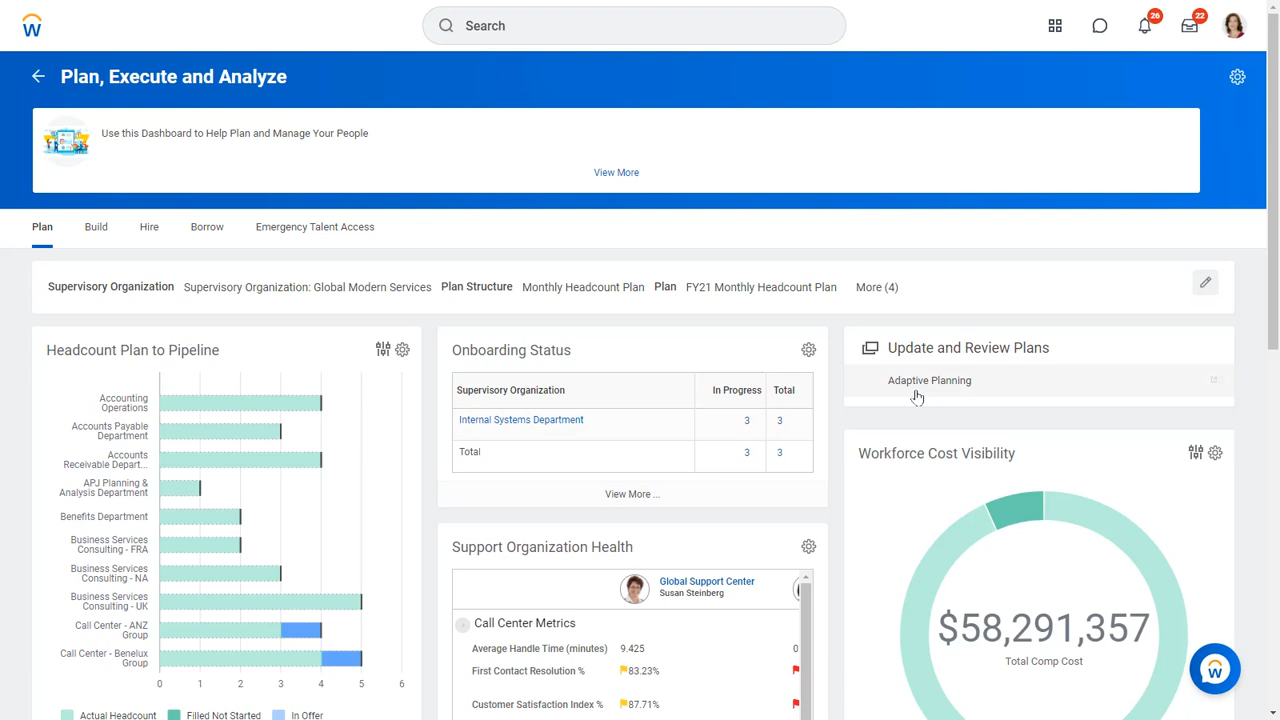 W
Search
26
22
Plan, Execute and Analyze
Use this Dashboard to Help Plan and Manage Your People
View More
Plan
Build
Hire
Borrow
Emergency Talent Access
Supervisory Organization Supervisory Organization: Global Modern Services Plan Structure Monthly Headcount Plan Plan FY21 Monthly Headcount Plan More (4)
Headcount Plan to Pipeline
Accounting
Operations
Accounts Payable
Department
Accounts
Receivable Depart...
APJ Planning &
Analysis Department
Benefits Department
Business Services
Consulting - FRA
Business Services
Consulting - NA
Business Services
Consulting - UK
Call Center - ANZ
Group
Call Center - Benelux
Group
0 1 2 3 4 5 6
Actual Headcount Filled Not Started In Offer
Onboarding Status
Supervisory Organization In Progress Total
Internal Systems Department 3 3
Total 3 3
View More ...
Support Organization Health
Global Support Center
Susan Steinberg
Call Center Metrics
Average Handle Time (minutes) 9.425 0
First Contact Resolution % 83.23%
Customer Satisfaction Index % 87.71%
Update and Review Plans
Adaptive Planning
Workforce Cost Visibility
$58,291,357
Total Comp Cost
W